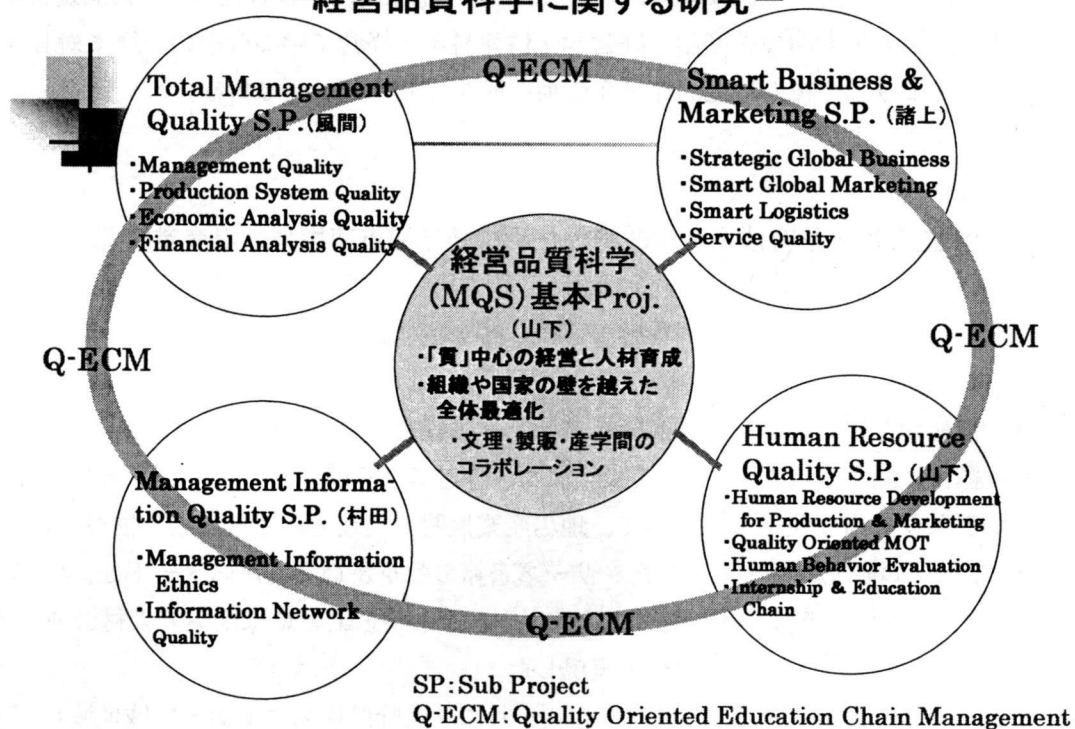 経営品質科学に関する研究－
Q-ECM
Total Management
Quality S.P.(風間)
・Management Quality
・Production System Quality
・Economic Analysis Quality
・Financial Analysis Quality
Smart Business &
Marketing S.P. (諸上)
・Strategic Global Business
・Smart Global Marketing
・Smart Logistics
・Service Quality
経営品質科学
(MQS)基本Proj.
(山下)
・「質」中心の経営と人材育成
・組織や国家の壁を越えた
全体最適化
・文理・製販・産学間の
コラボレーション
Q-ECM
Q-ECM
Management Informa-
tion Quality S.P. (村田)
・Management Information
Ethics
・Information Network
Quality
Human Resource
Quality S.P. (山下)
・Human Resource Development
for Production & Marketing
・Quality Oriented MOT
・Human Behavior Evaluation
・Internship & Education
Chain
Q-ECM
SP:Sub Project
Q-ECM:Quality Oriented Education Chain Management